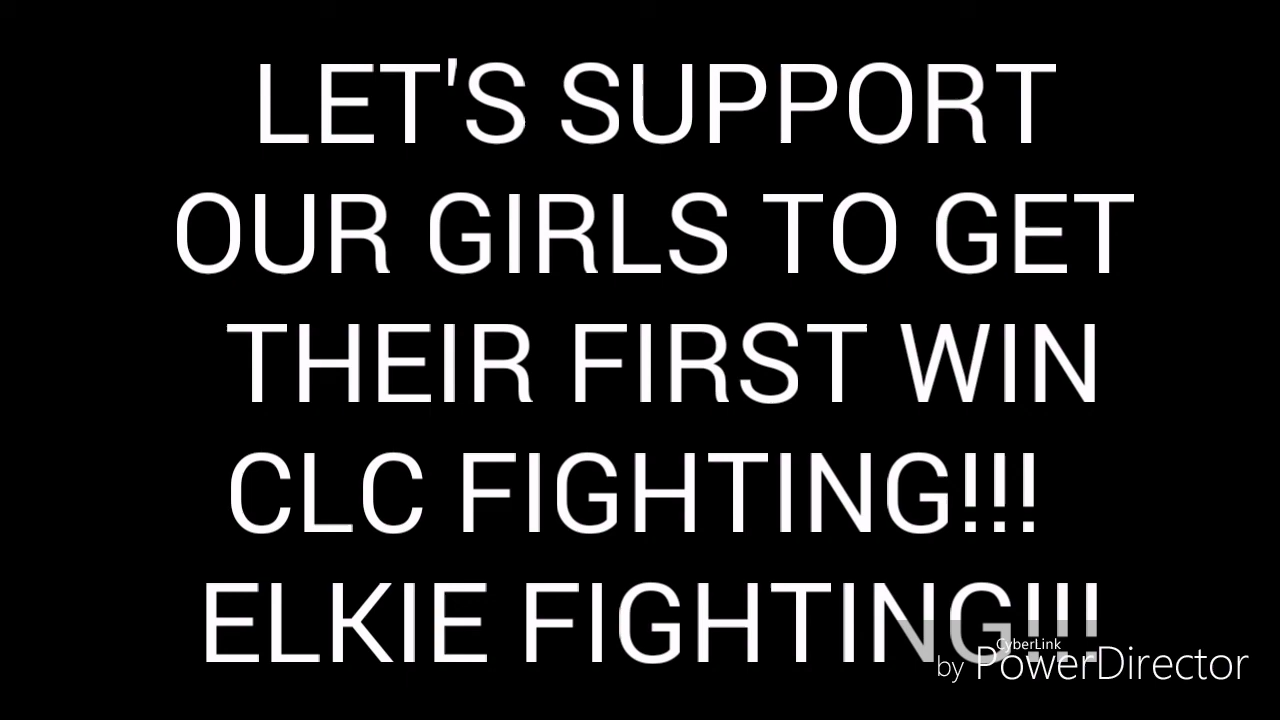 LET'S SUPPORT
OUR GIRLS TO GET
THEIR FIRST WIN
CLC FIGHTING!!!
ELKIE FIGHTING!!!
CyberLink
by PowerDirector